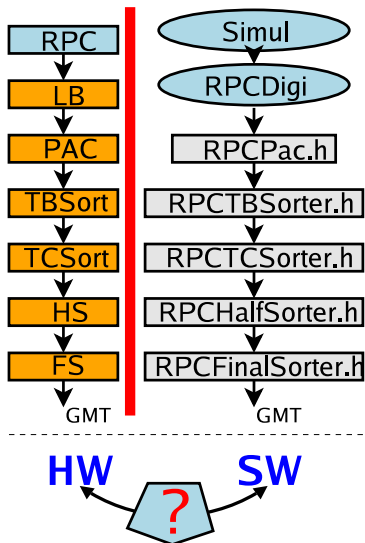 RPC
LB
PAC
TBSort
TCSort
HS
FS
GMT
Simul
RPCDigi
RPCPac.h
RPCTBSorter.h
RPCTCSorter.h
RPCHalfSorter.h
RPCFinalSorter.h
GMT
HW SW
?